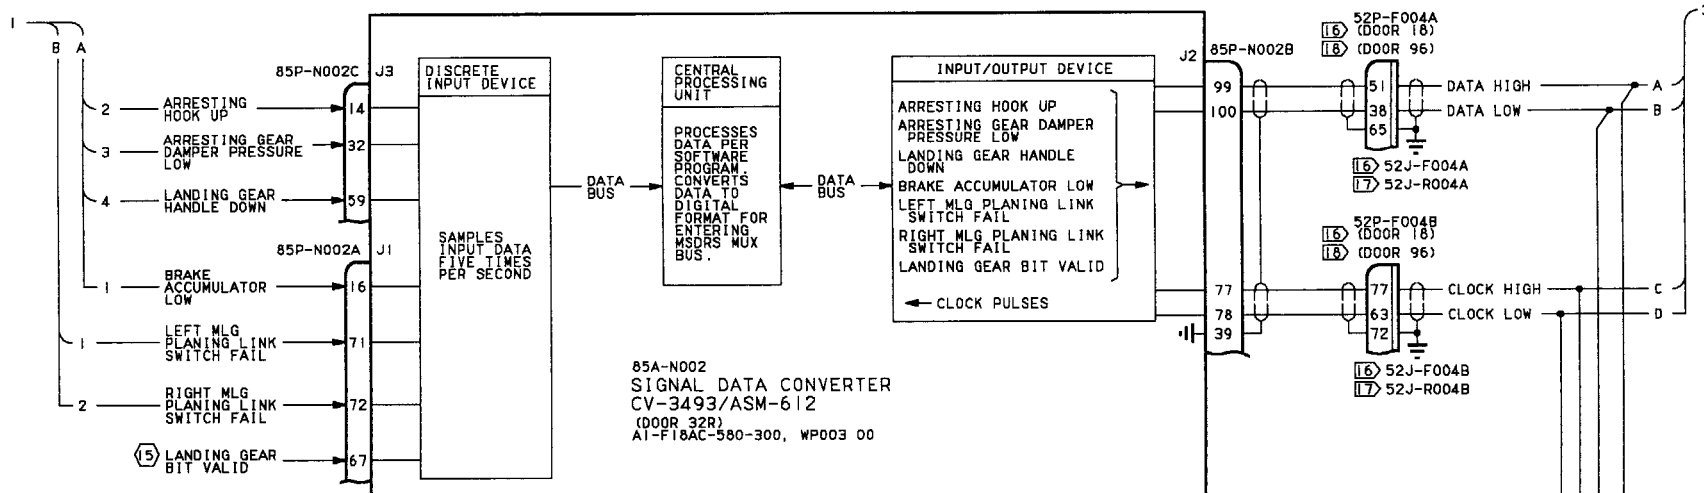 1
B A
85P-N002C J3
2 ARRESTING
HOOK UP
14
3 ARRESTING GEAR
DAMPER PRESSURE
LOW
32
4 LANDING GEAR
HANDLE DOWN
59
85P-N002A J1
1 BRAKE
ACCUMULATOR
LOW
16
1 LEFT MLG
PLANING LINK
SWITCH FAIL
71
2 RIGHT MLG
PLANING LINK
SWITCH FAIL
72
15 LANDING GEAR
BIT VALID
67
DISCRETE
INPUT DEVICE
SAMPLES
INPUT DATA
FIVE TIMES
PER SECOND
DATA
BUS
CENTRAL
PROCESSING
UNIT
PROCESSES
DATA PER
SOFTWARE
PROGRAM.
CONVERTS
DATA TO
DIGITAL
FORMAT FOR
ENTERING
MSDRS MUX
BUS.
DATA
BUS
INPUT/OUTPUT DEVICE
ARRESTING HOOK UP
ARRESTING GEAR DAMPER
PRESSURE LOW
LANDING GEAR HANDLE
DOWN
BRAKE ACCUMULATOR LOW
LEFT MLG PLANING LINK
SWITCH FAIL
RIGHT MLG PLANING LINK
SWITCH FAIL
LANDING GEAR BIT VALID
CLOCK PULSES
85A-N002
SIGNAL DATA CONVERTER
CV-3493/ASM-612
(DOOR 32R)
A1-F18AC-580-300, WP003 00
J2 85P-N002B
99
100
77
78
39
52P-F004A
16 (DOOR 18)
18 (DOOR 96)
51 DATA HIGH A
38 DATA LOW B
65
16 52J-F004A
17 52J-R004A
52P-F004B
16 (DOOR 18)
18 (DOOR 96)
77 CLOCK HIGH C
63 CLOCK LOW D
72
16 52J-F004B
17 52J-R004B